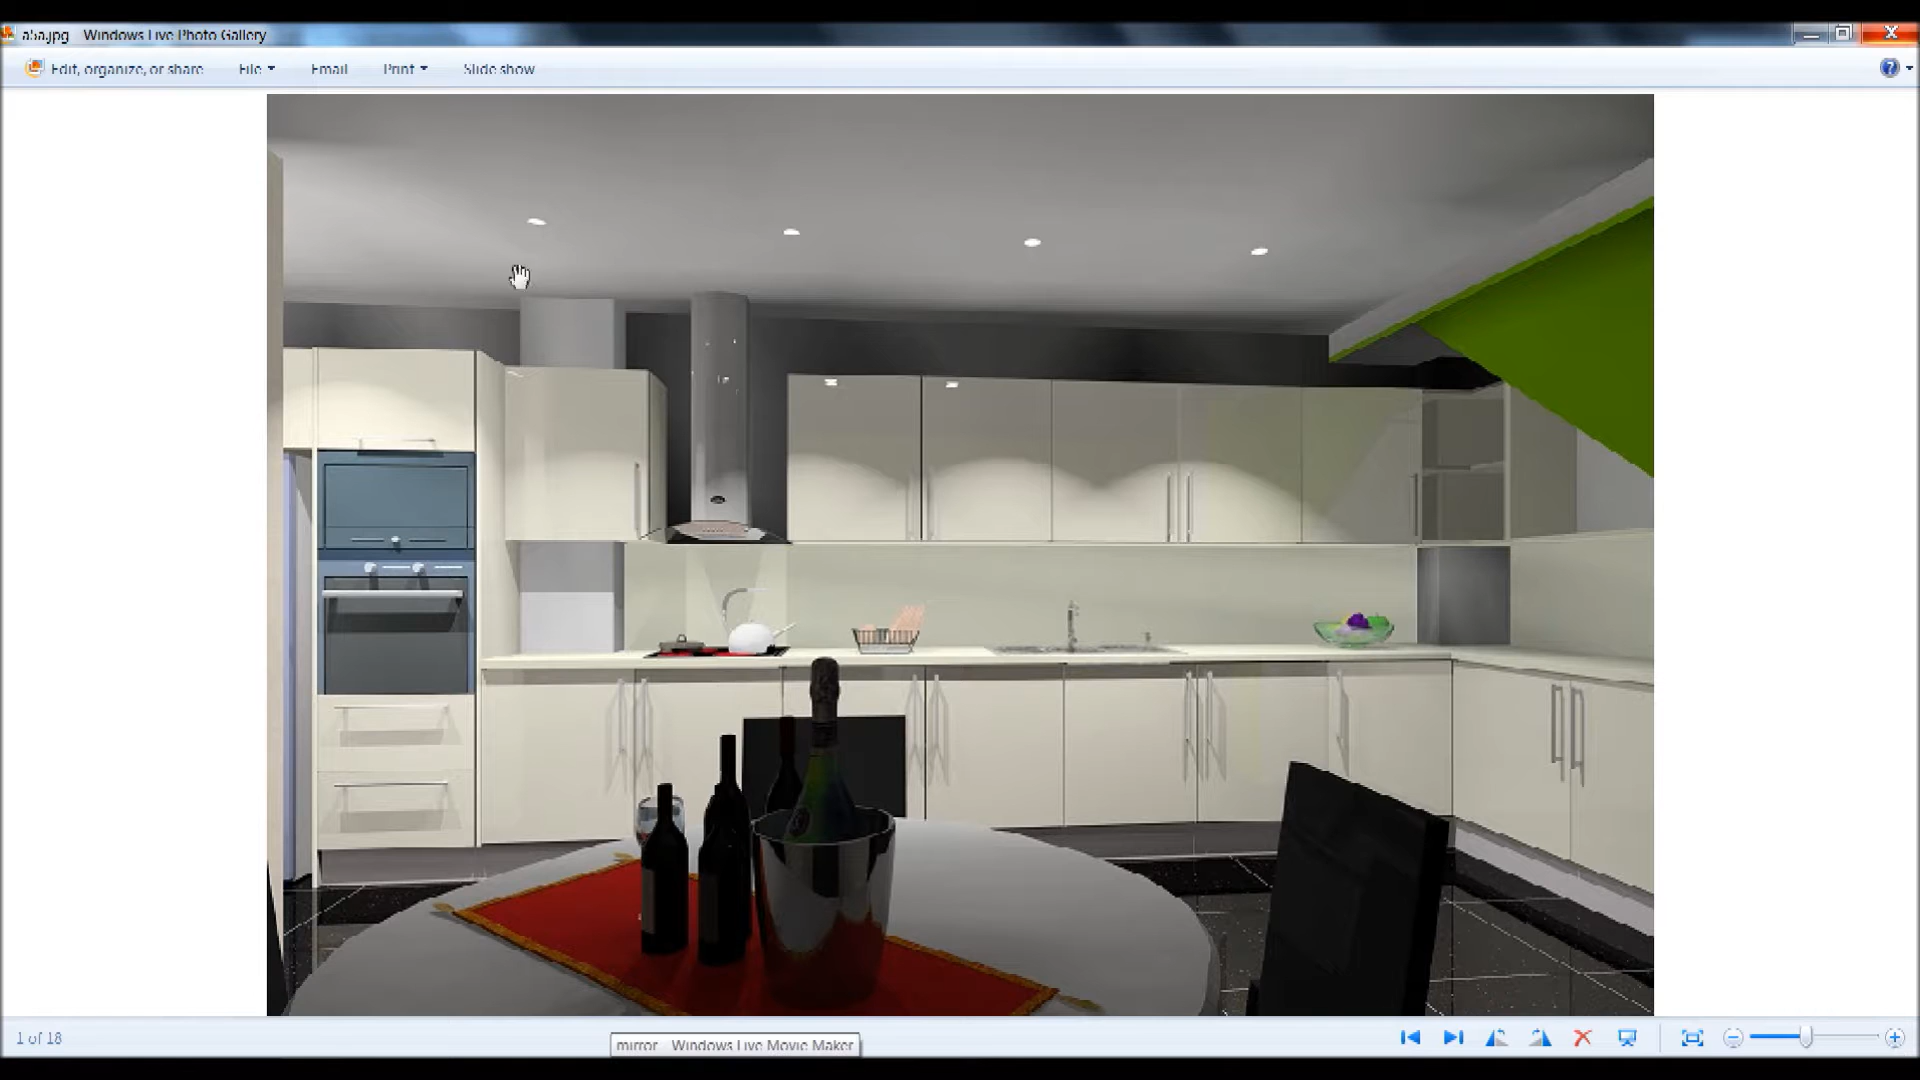 a5a.jpg - Windows Live Photo Gallery
Edit, organize, or share File Email Print Slide show
1 of 18
mirror - Windows Live Movie Maker